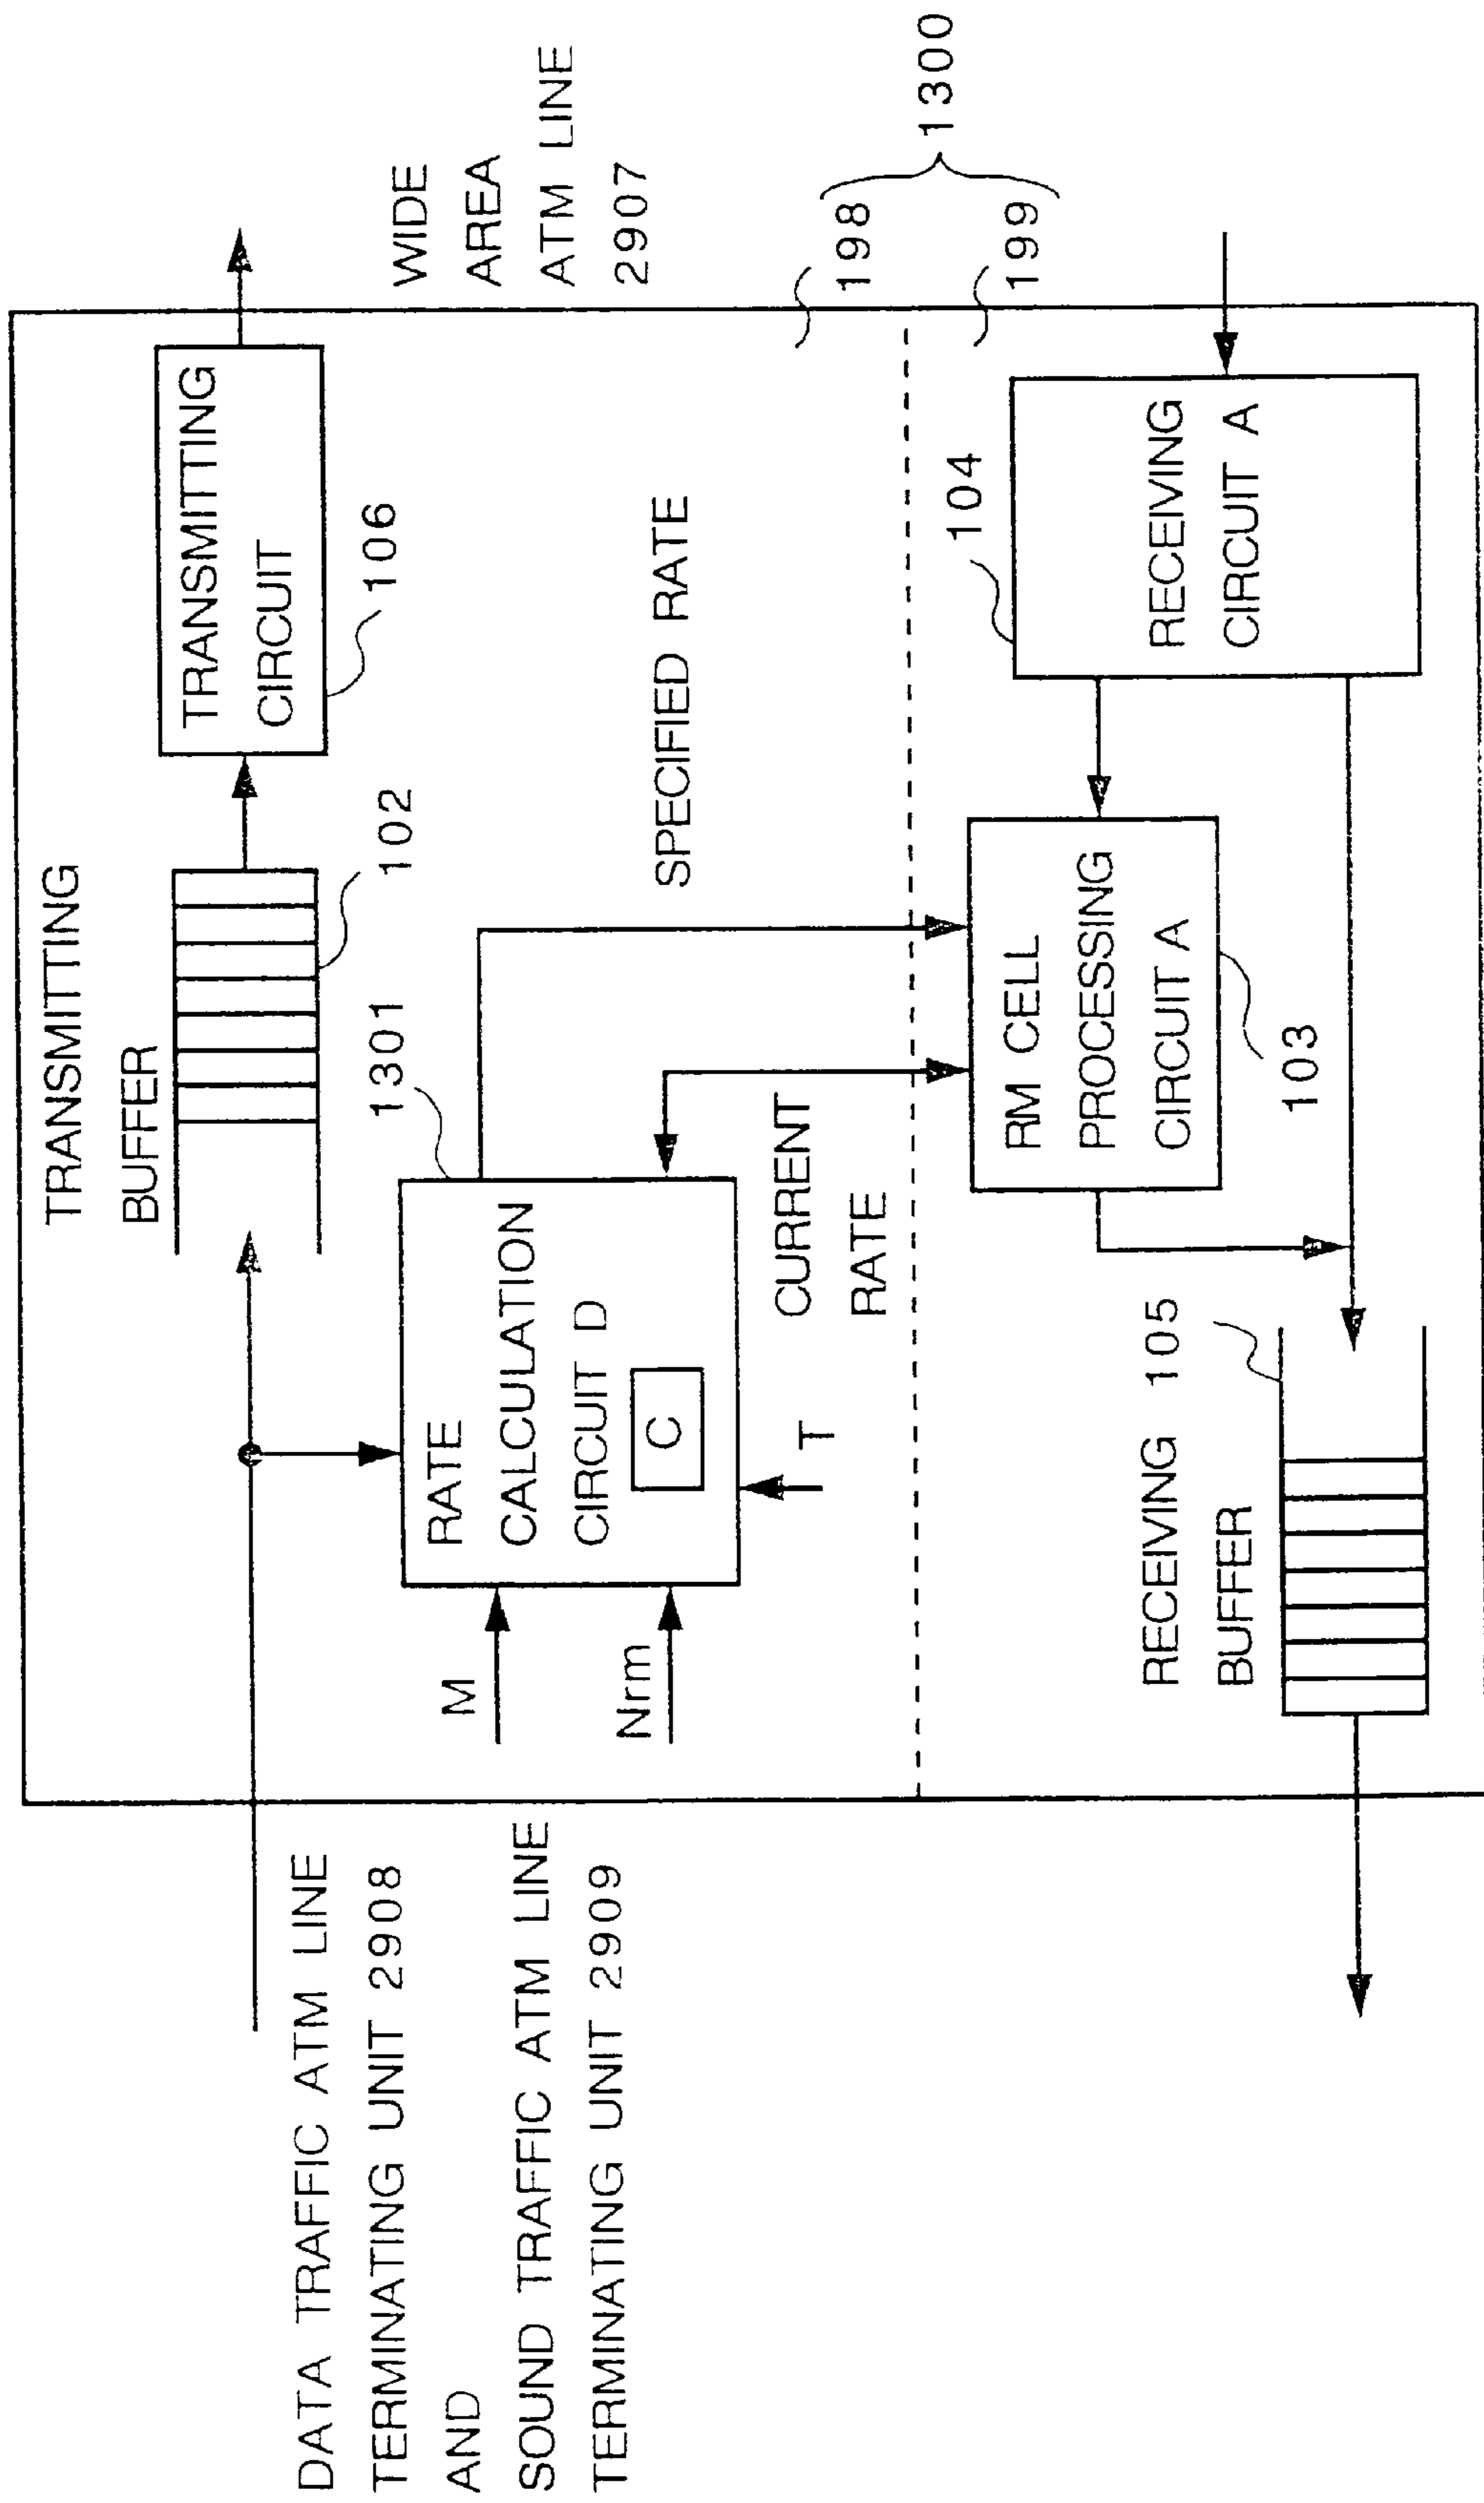 TRANSMITTING
BUFFER
102
TRANSMITTING
CIRCUIT
106
WIDE
AREA
ATM LINE
2907
DATA TRAFFIC ATM LINE
TERMINATING UNIT 2908
AND
SOUND TRAFFIC ATM LINE
TERMINATING UNIT 2909
M
Nrm
1301
RATE
CALCULATION
CIRCUIT D
C
T
SPECIFIED RATE
CURRENT
RATE
198
199
1300
RM CELL
PROCESSING
CIRCUIT A
103
104
RECEIVING
CIRCUIT A
RECEIVING 105
BUFFER